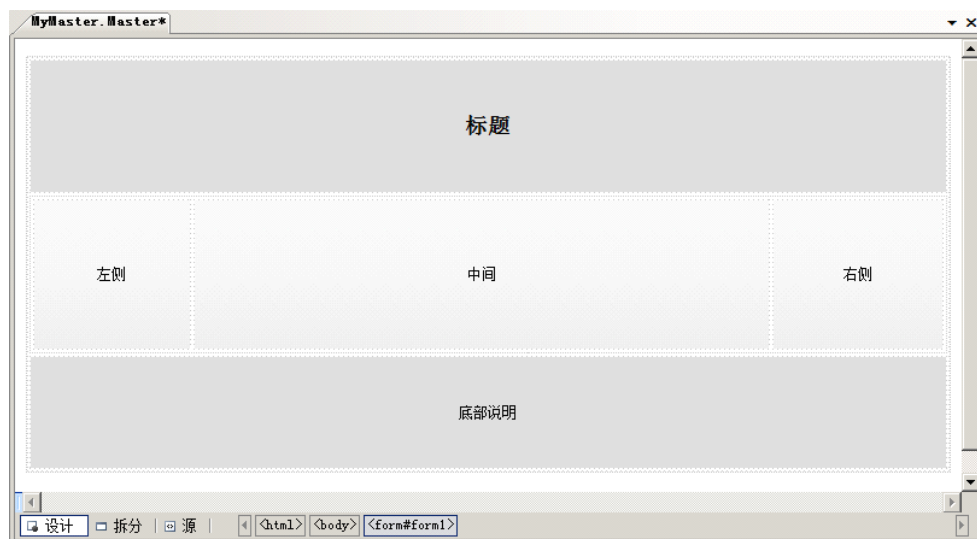 MyMaster.Master*
标题
左侧 中间 右侧
底部说明
设计 拆分 源 <html> <body> <form#form1>